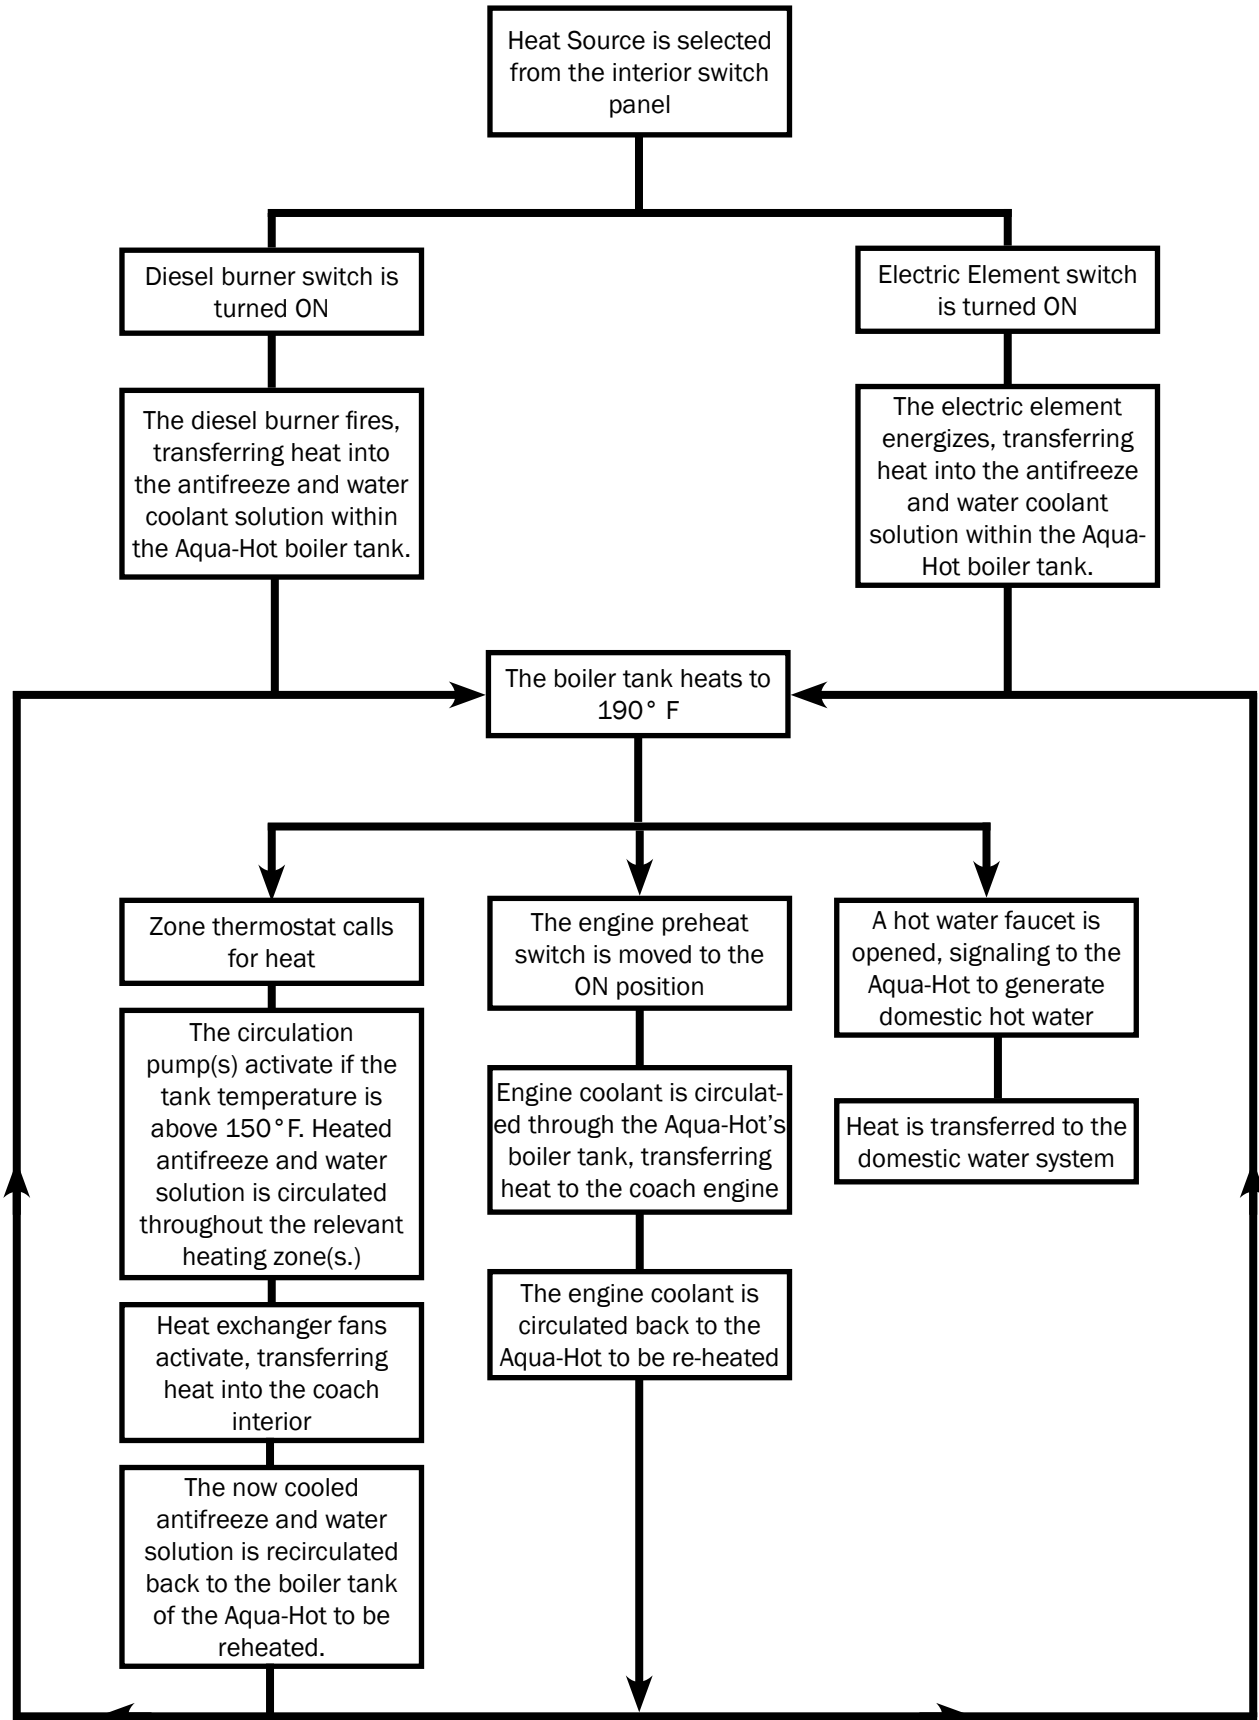 Heat Source is selected
from the interior switch
panel
Diesel burner switch is
turned ON
Electric Element switch
is turned ON
The diesel burner fires,
transferring heat into
the antifreeze and water
coolant solution within
the Aqua-Hot boiler tank.
The electric element
energizes, transferring
heat into the antifreeze
and water coolant
solution within the Aqua-
Hot boiler tank.
The boiler tank heats to
190° F
Zone thermostat calls
for heat
The circulation
pump(s) activate if the
tank temperature is
above 150°F. Heated
antifreeze and water
solution is circulated
throughout the relevant
heating zone(s.)
Heat exchanger fans
activate, transferring
heat into the coach
interior
The now cooled
antifreeze and water
solution is recirculated
back to the boiler tank
of the Aqua-Hot to be
reheated.
The engine preheat
switch is moved to the
ON position
Engine coolant is circulat-
ed through the Aqua-Hot’s
boiler tank, transferring
heat to the coach engine
The engine coolant is
circulated back to the
Aqua-Hot to be re-heated
A hot water faucet is
opened, signaling to the
Aqua-Hot to generate
domestic hot water
Heat is transferred to the
domestic water system